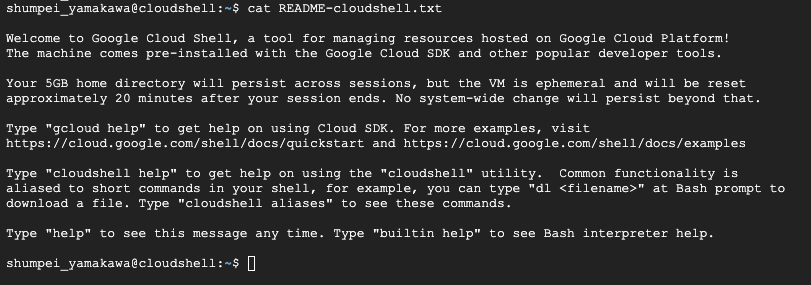 shumpei_yamakawa@cloudshell:~$ cat README-cloudshell.txt
Welcome to Google Cloud Shell, a tool for managing resources hosted on Google Cloud Platform!
The machine comes pre-installed with the Google Cloud SDK and other popular developer tools.
Your 5GB home directory will persist across sessions, but the VM is ephemeral and will be reset
approximately 20 minutes after your session ends. No system-wide change will persist beyond that.
Type "gcloud help" to get help on using Cloud SDK. For more examples, visit
https://cloud.google.com/shell/docs/quickstart and https://cloud.google.com/shell/docs/examples
Type "cloudshell help" to get help on using the "cloudshell" utility.  Common functionality is
aliased to short commands in your shell, for example, you can type "dl <filename>" at Bash prompt to
download a file. Type "cloudshell aliases" to see these commands.
Type "help" to see this message any time. Type "builtin help" to see Bash interpreter help.
shumpei_yamakawa@cloudshell:~$